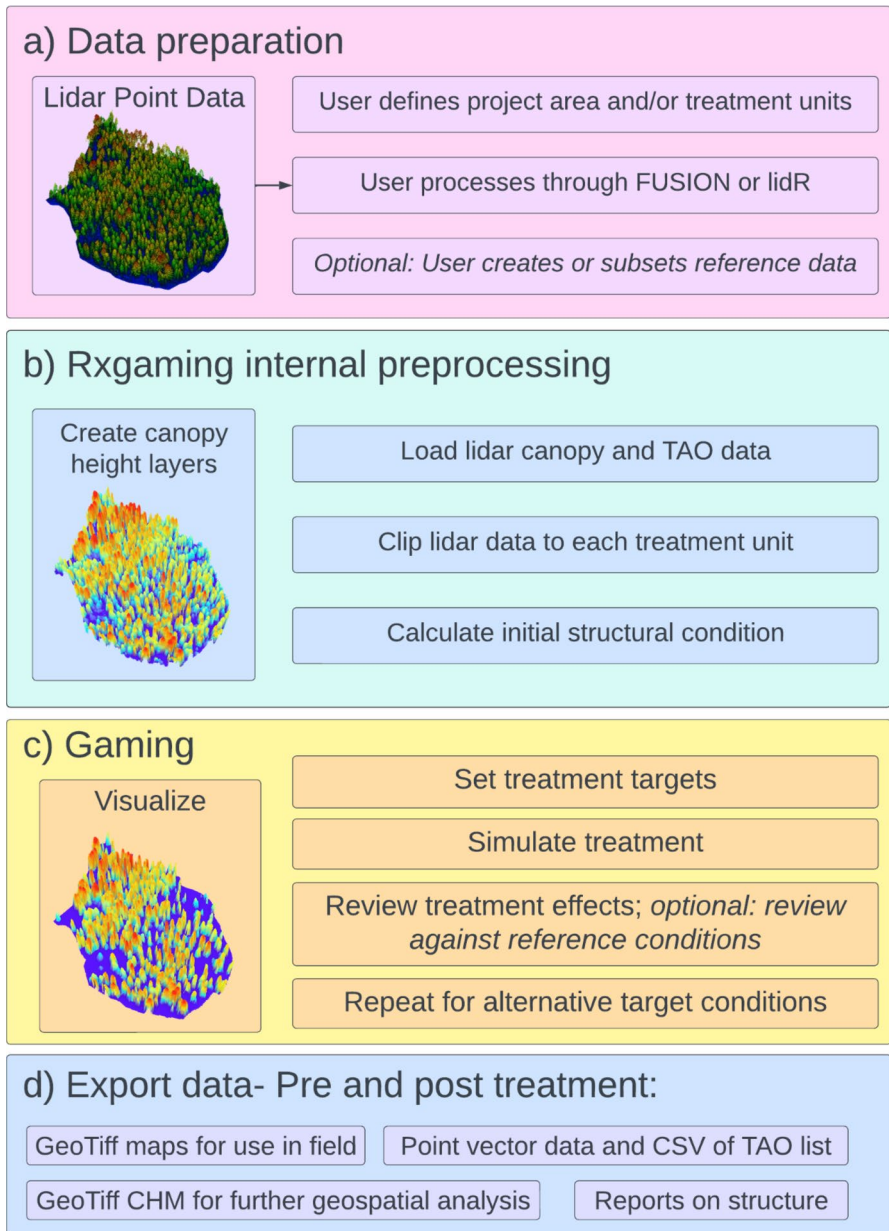 a) Data preparation
Lidar Point Data
User defines project area and/or treatment units
User processes through FUSION or lidR
Optional: User creates or subsets reference data
b) Rxgaming internal preprocessing
Create canopy
height layers
Load lidar canopy and TAO data
Clip lidar data to each treatment unit
Calculate initial structural condition
c) Gaming
Visualize
Set treatment targets
Simulate treatment
Review treatment effects; optional: review
against reference conditions
Repeat for alternative target conditions
d) Export data- Pre and post treatment:
GeoTiff maps for use in field
Point vector data and CSV of TAO list
GeoTiff CHM for further geospatial analysis
Reports on structure